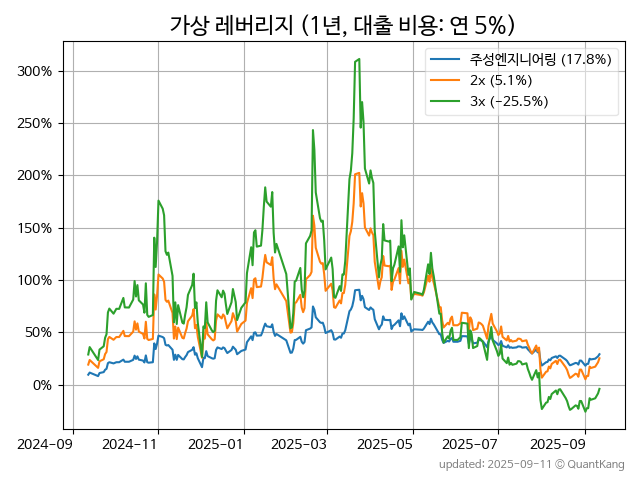 가상 레버리지 (1년, 대출 비용: 연 5%)
주성엔지니어링 (17.8%)
2x (5.1%)
3x (−25.5%)
300%
250%
200%
150%
100%
50%
0%
2024-09 2024-11 2025-01 2025-03 2025-05 2025-07 2025-09
updated: 2025-09-11 © QuantKang